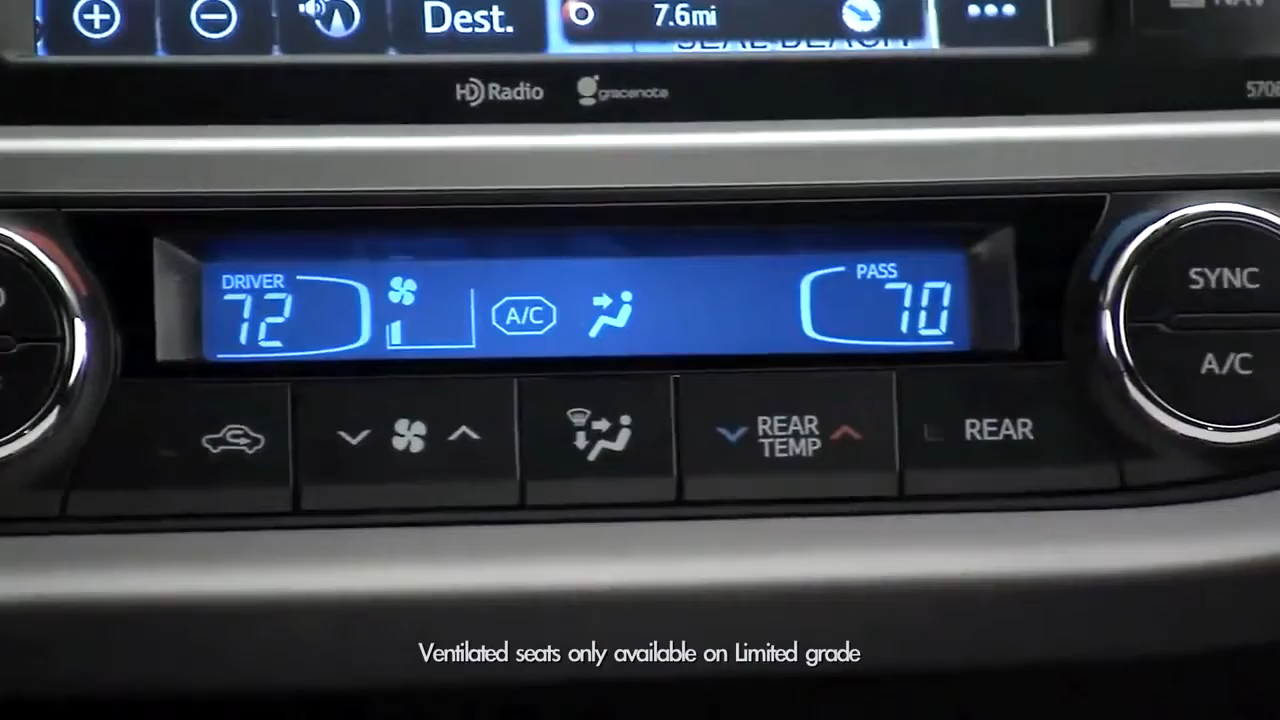 Dest.
7.6mi
SEAL BEACH
HD Radio
gracenote
NAV
DRIVER
72
A/C
PASS
70
SYNC
A/C
REAR
TEMP
REAR
Ventilated seats only available on Limited grade